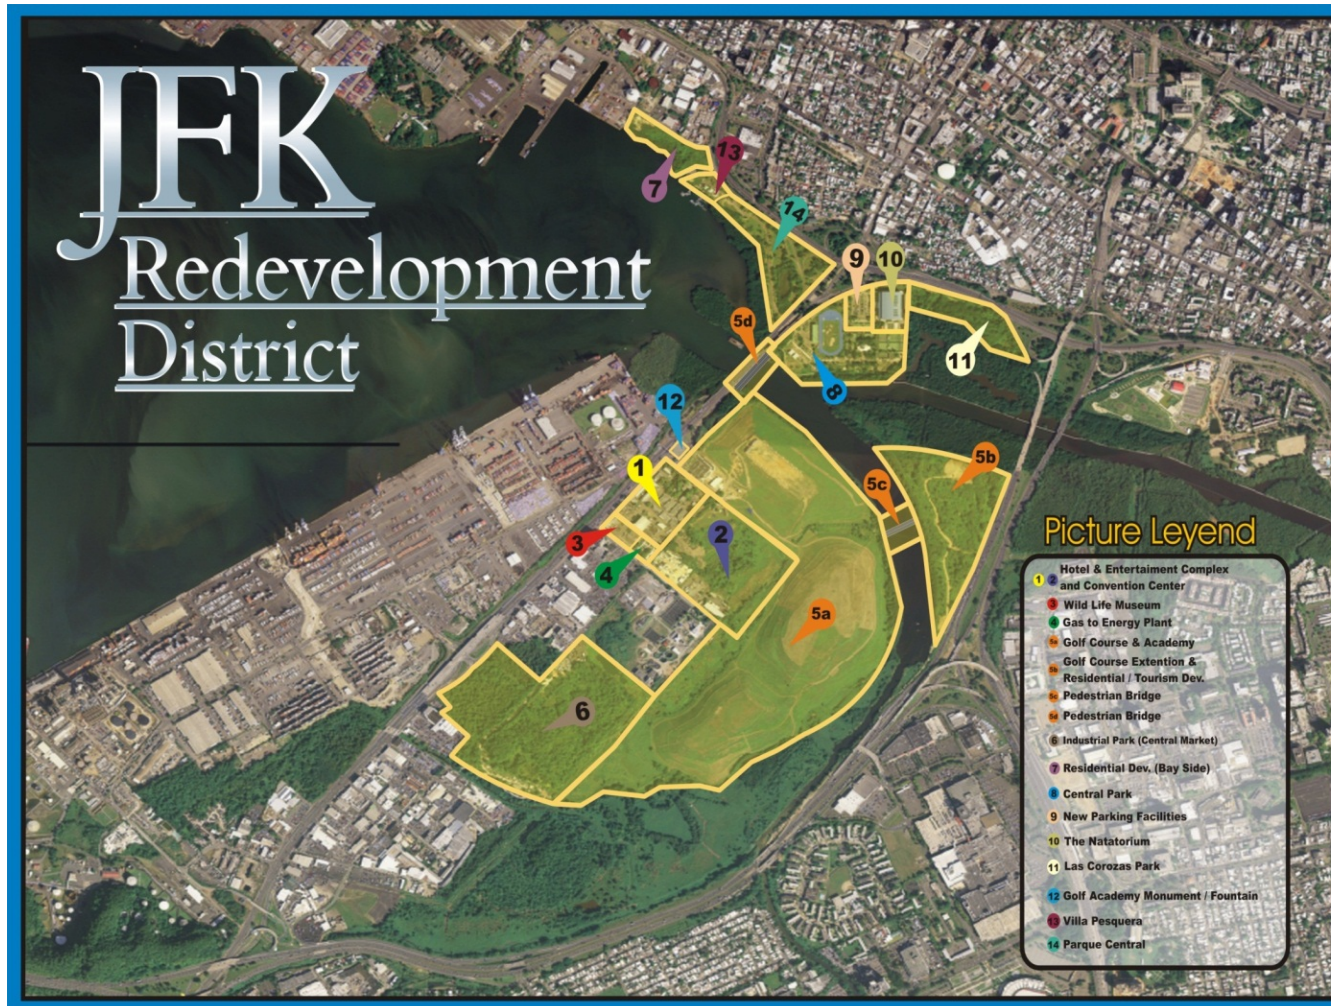 JFK
Redevelopment
District
13
7
14
9
10
5d
11
8
12
1
5b
5c
3
2
4
5a
6
Picture Leyend
1 2 Hotel & Entertaiment Complex
and Convention Center
3 Wild Life Museum
4 Gas to Energy Plant
5a Golf Course & Academy
5b Golf Course Extention &
Residential / Tourism Dev.
5c Pedestrian Bridge
5d Pedestrian Bridge
6 Industrial Park (Central Market)
7 Residential Dev. (Bay Side)
8 Central Park
9 New Parking Facilities
10 The Natatorium
11 Las Corozas Park
12 Golf Academy Monument / Fountain
13 Villa Pesquera
14 Parque Central